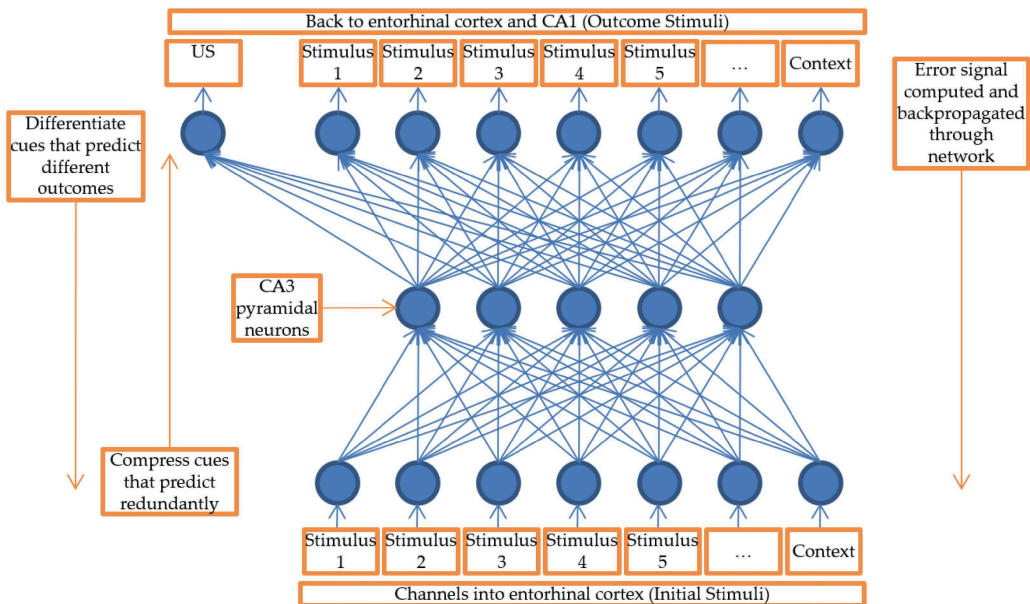 Back to entorhinal cortex and CA1 (Outcome Stimuli)
US
Stimulus
1
Stimulus
2
Stimulus
3
Stimulus
4
Stimulus
5
…
Context
Differentiate
cues that predict
different
outcomes
Error signal
computed and
backpropagated
through
network
CA3
pyramidal
neurons
Compress cues
that predict
redundantly
Stimulus
1
Stimulus
2
Stimulus
3
Stimulus
4
Stimulus
5
…
Context
Channels into entorhinal cortex (Initial Stimuli)